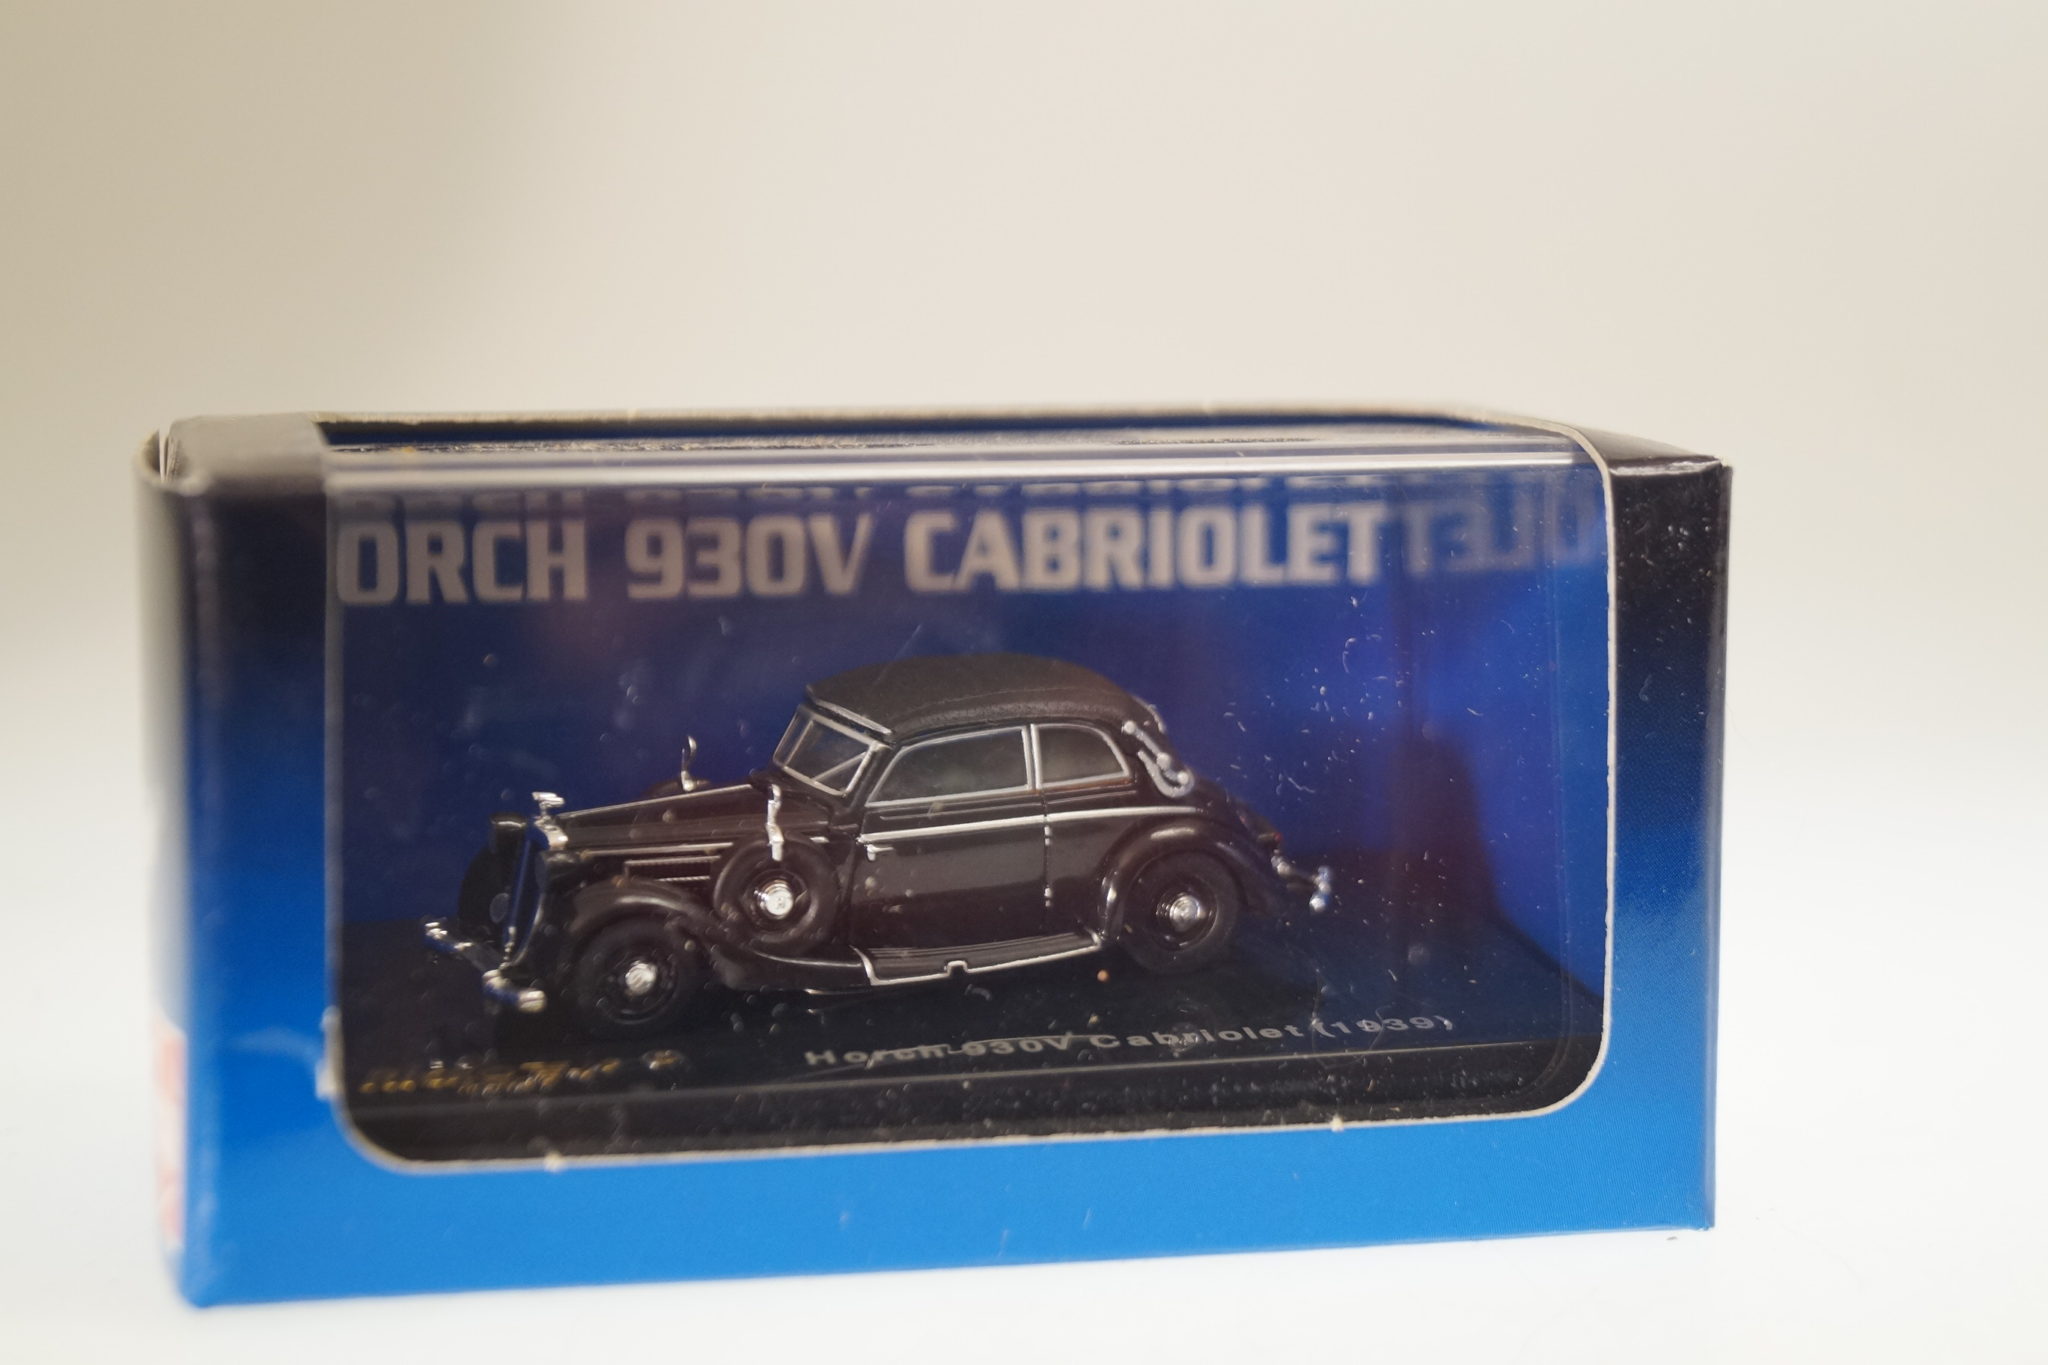 ORCH 930V CABRIOLET
Horch 930V Cabriolet (1939)